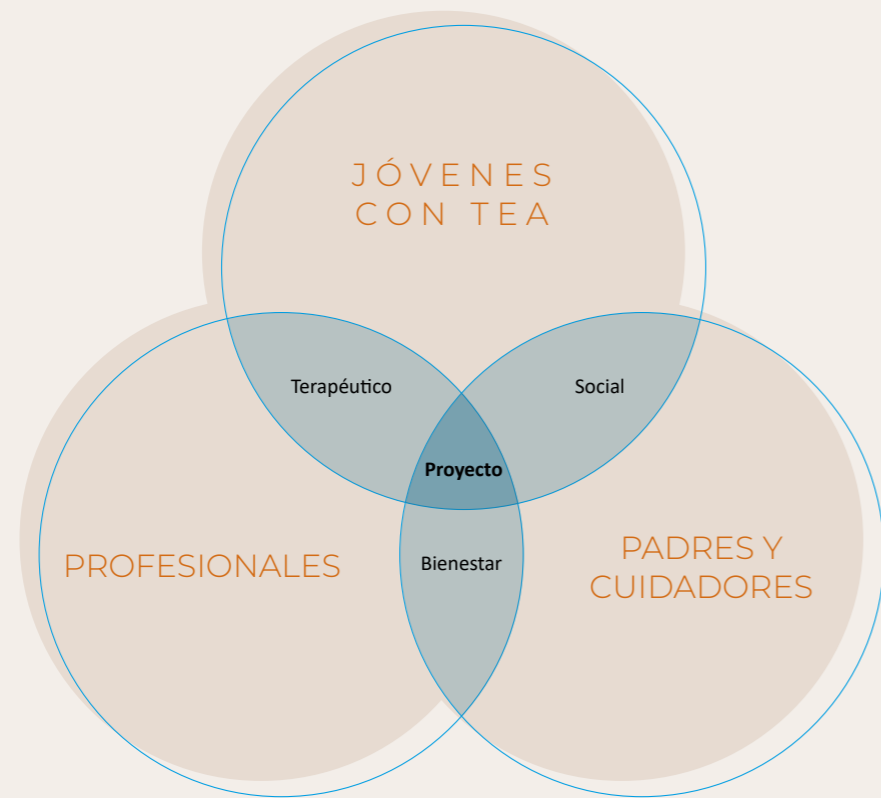 JÓVENES
CON TEA
Terapéutico
Social
Proyecto
PROFESIONALES
Bienestar
PADRES Y
CUIDADORES